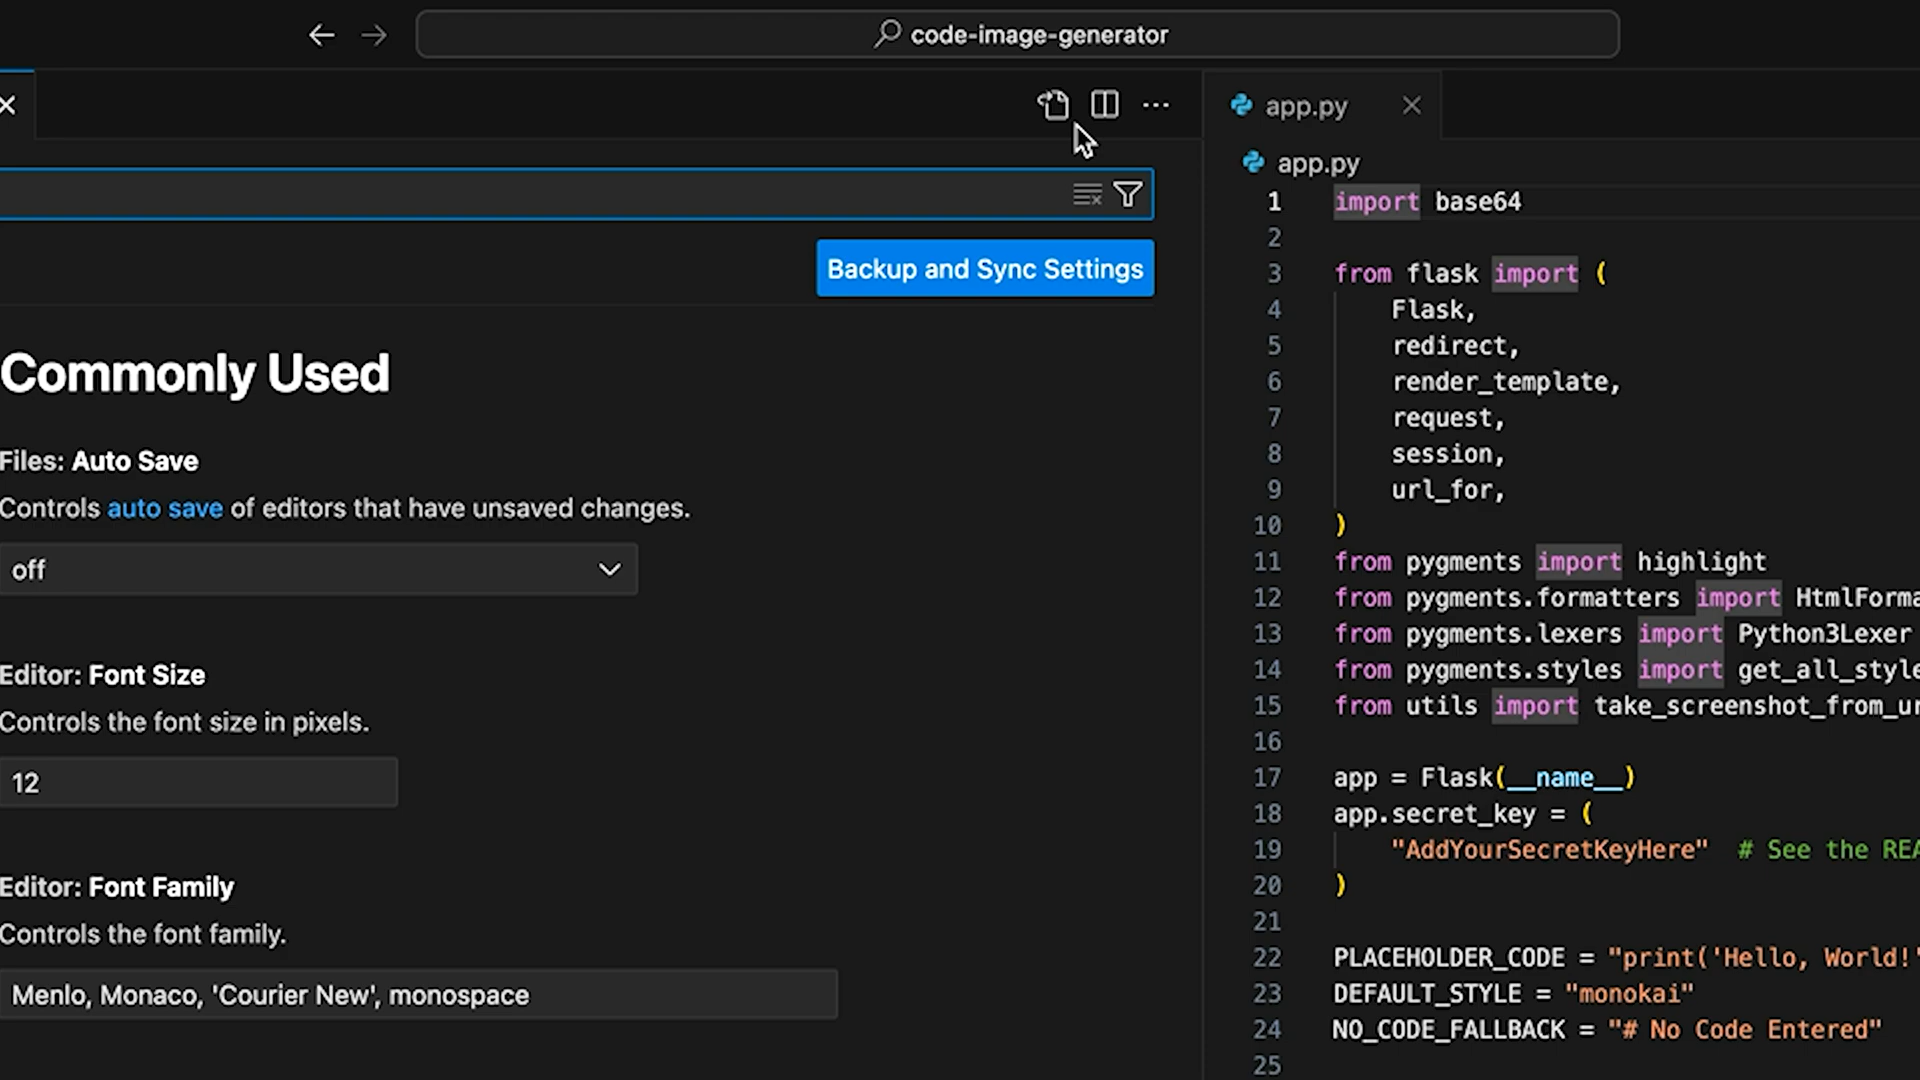 code-image-generator
app.py
app.py
Backup and Sync Settings
Commonly Used
Files: Auto Save
Controls auto save of editors that have unsaved changes.
off
Editor: Font Size
Controls the font size in pixels.
12
Editor: Font Family
Controls the font family.
Menlo, Monaco, 'Courier New', monospace
1 import base64
2
3 from flask import (
4 Flask,
5 redirect,
6 render_template,
7 request,
8 session,
9 url_for,
10 )
11 from pygments import highlight
12 from pygments.formatters import HtmlForma
13 from pygments.lexers import Python3Lexer
14 from pygments.styles import get_all_style
15 from utils import take_screenshot_from_ur
16
17 app = Flask(__name__)
18 app.secret_key = (
19 "AddYourSecretKeyHere" # See the REA
20 )
21
22 PLACEHOLDER_CODE = "print('Hello, World!'
23 DEFAULT_STYLE = "monokai"
24 NO_CODE_FALLBACK = "# No Code Entered"
25